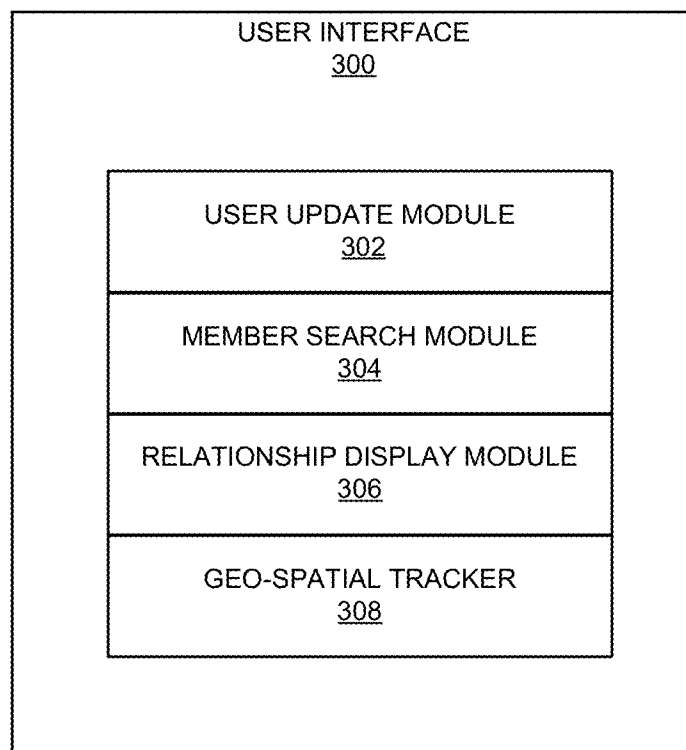 USER INTERFACE
300
USER UPDATE MODULE
302
MEMBER SEARCH MODULE
304
RELATIONSHIP DISPLAY MODULE
306
GEO-SPATIAL TRACKER
308